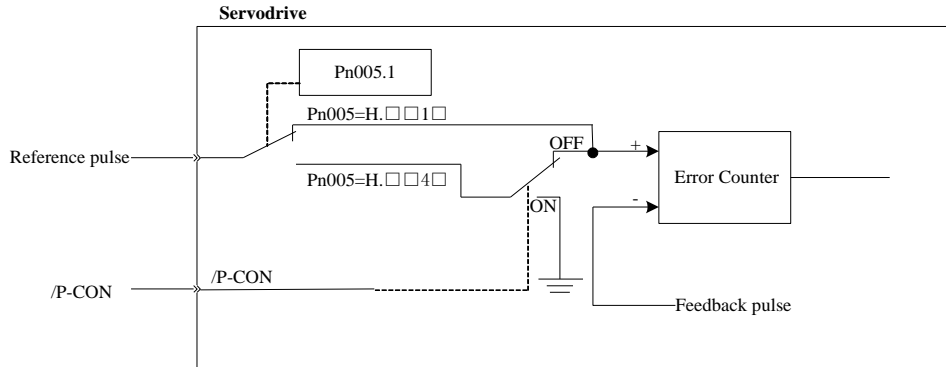 Servodrive
Pn005.1
Pn005=H.□□1□
Reference pulse
OFF
+
Error Counter
Pn005=H.□□4□
-
ON
/P-CON
/P-CON
Feedback pulse